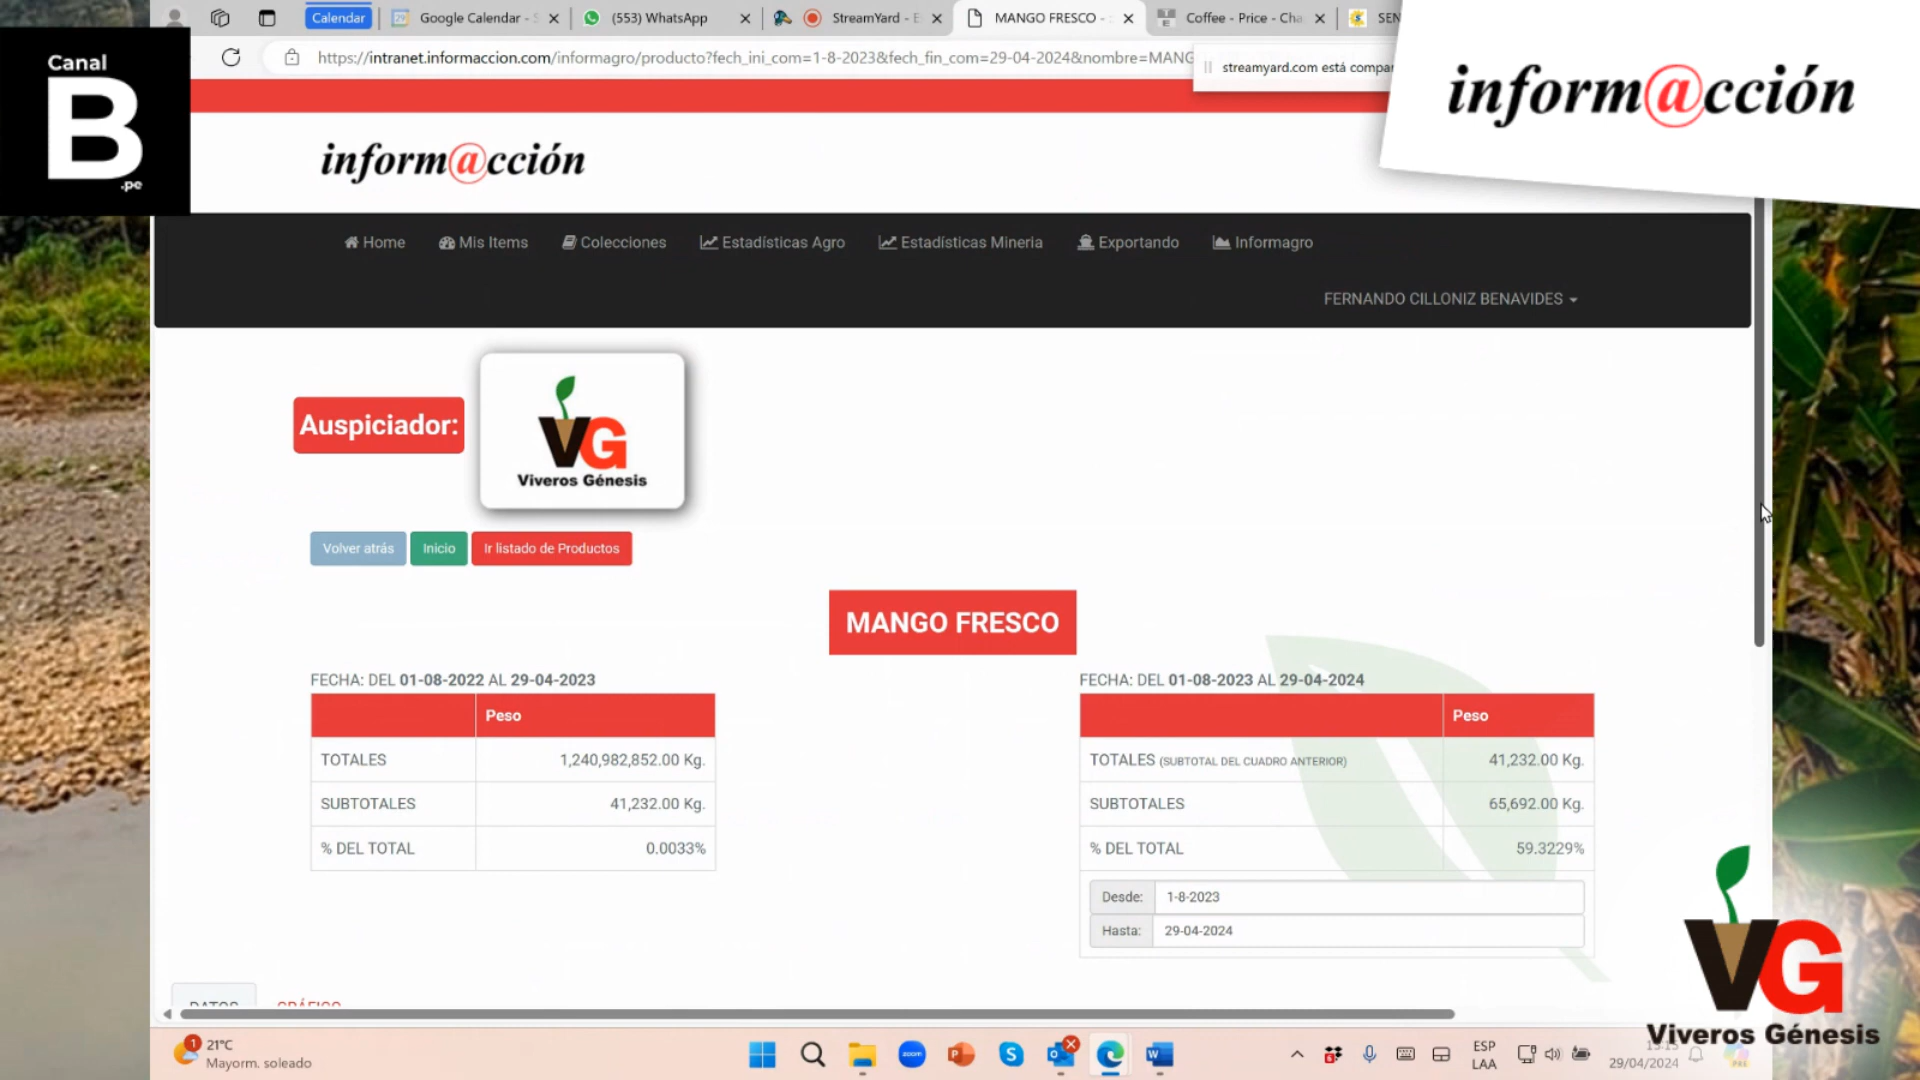 Canal
B
.pe
Calendar
Google Calendar - S
(553) WhatsApp
StreamYard - E
MANGO FRESCO -
Coffee - Price - Cha
SEN
https://intranet.informaccion.com/informagro/producto?fech_ini_com=1-8-2023&fech_fin_com=29-04-2024&nombre=MANG
streamyard.com está compar
inform@cción
inform@cción
Home
Mis Items
Colecciones
Estadísticas Agro
Estadísticas Mineria
Exportando
Informagro
FERNANDO CILLONIZ BENAVIDES
Auspiciador:
VG
Viveros Génesis
Volver atrás
Inicio
Ir listado de Productos
MANGO FRESCO
FECHA: DEL 01-08-2022 AL 29-04-2023
Peso
TOTALES 1,240,982,852.00 Kg.
SUBTOTALES 41,232.00 Kg.
% DEL TOTAL 0.0033%
FECHA: DEL 01-08-2023 AL 29-04-2024
Peso
TOTALES (SUBTOTAL DEL CUADRO ANTERIOR) 41,232.00 Kg.
SUBTOTALES 65,692.00 Kg.
% DEL TOTAL 59.3229%
Desde: 1-8-2023
Hasta: 29-04-2024
DATOS
GRÁFICO
VG
Viveros Génesis
1
21°C
Mayorm. soleado
zoom
ESP
LAA
29/04/2024